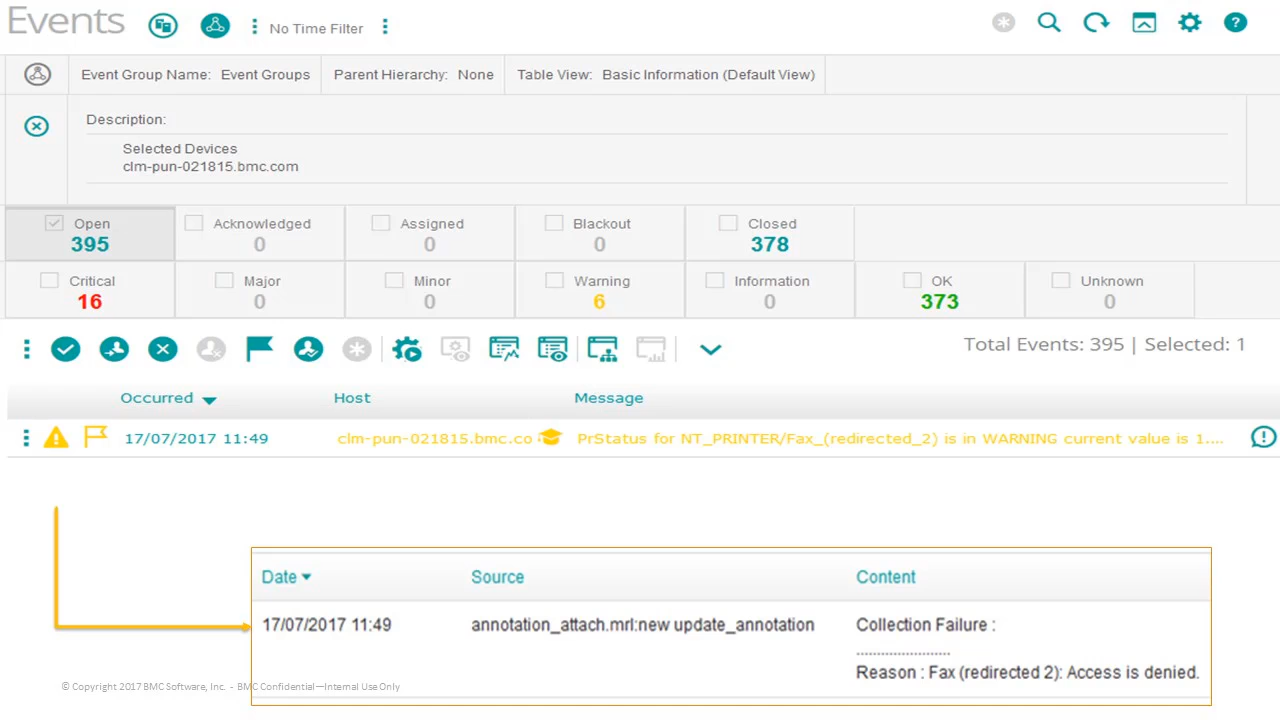 Events
No Time Filter
Event Group Name: Event Groups
Parent Hierarchy: None
Table View: Basic Information (Default View)
Description:
Selected Devices
clm-pun-021815.bmc.com
Open
395
Acknowledged
0
Assigned
0
Blackout
0
Closed
378
Critical
16
Major
0
Minor
0
Warning
6
Information
0
OK
373
Unknown
0
Total Events: 395 | Selected: 1
Occurred Host Message
17/07/2017 11:49 clm-pun-021815.bmc.co PrStatus for NT_PRINTER/Fax_(redirected_2) is in WARNING current value is 1....
Date Source Content
17/07/2017 11:49 annotation_attach.mrl:new update_annotation Collection Failure :
.......................
Reason : Fax (redirected 2): Access is denied.
© Copyright 2017 BMC Software, Inc. - BMC Confidential—Internal Use Only